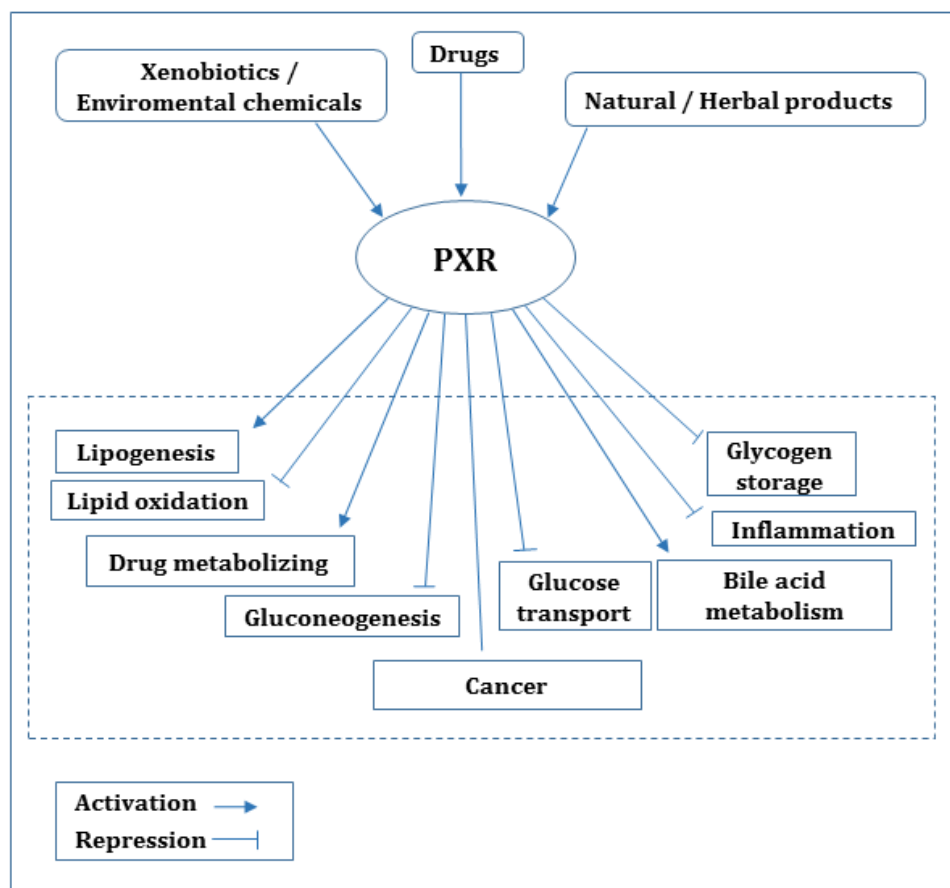 Xenobiotics /
Enviromental chemicals
Drugs
Natural / Herbal products
PXR
Lipogenesis
Lipid oxidation
Drug metabolizing
Gluconeogenesis
Cancer
Glucose
transport
Bile acid
metabolism
Inflammation
Glycogen
storage
Activation
Repression